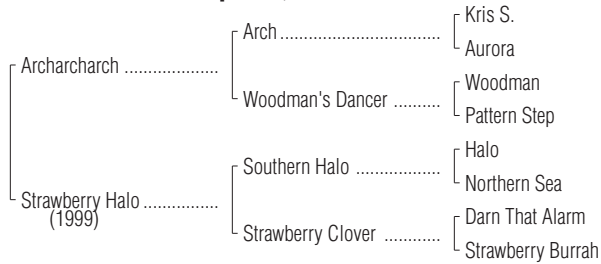 Kris S.
Arch
Aurora
Archarcharch
Woodman
Woodman's Dancer
Pattern Step
Halo
Southern Halo
Northern Sea
Strawberry Halo
(1999)
Darn That Alarm
Strawberry Clover
Strawberry Burrah